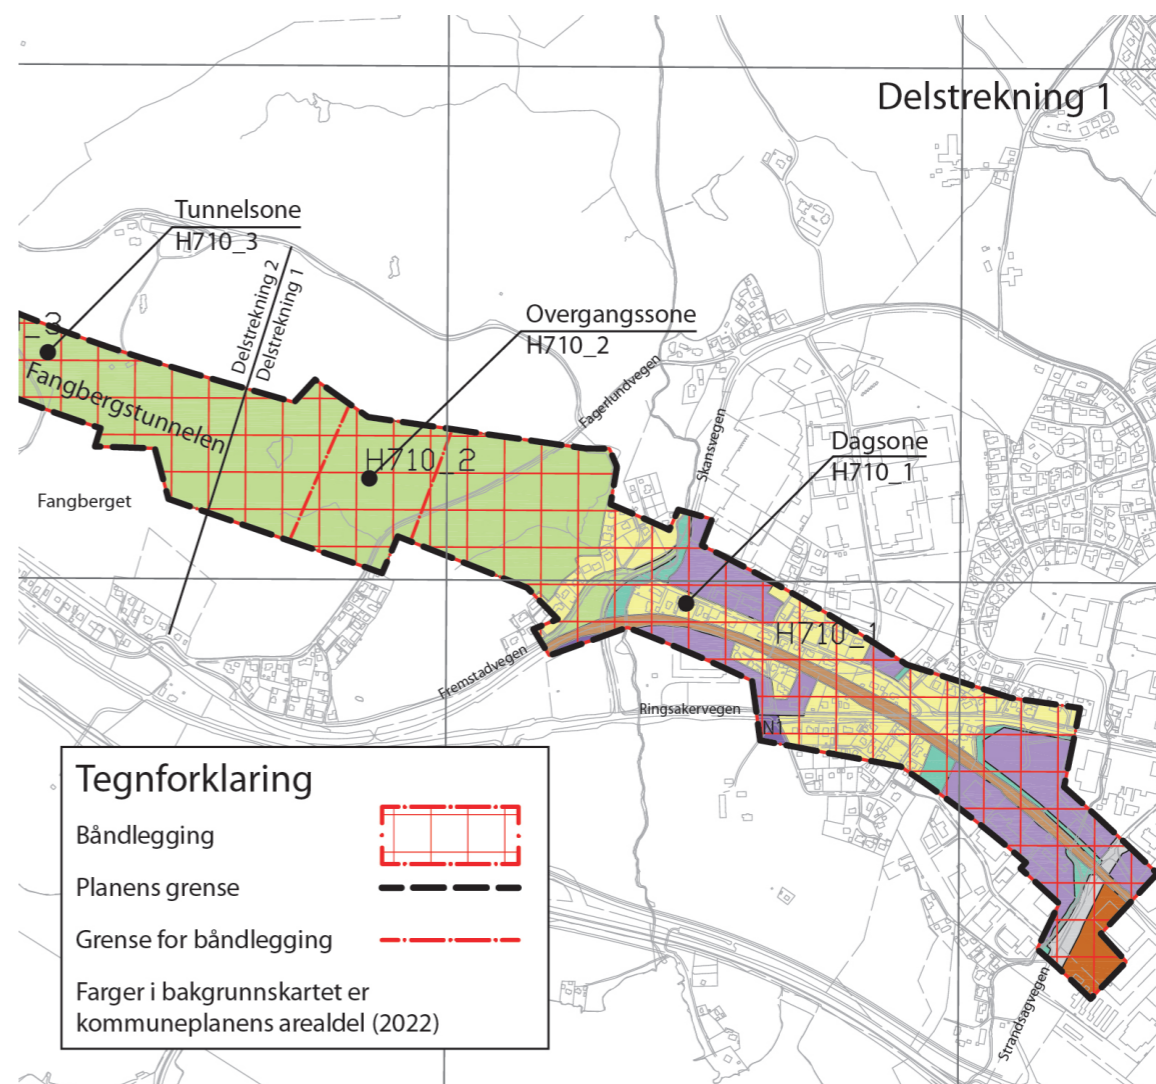 Delstrekning 1
Tunnelsone
H710_3
Delstrekning 2
Delstrekning 1
Overgangssone
H710_2
_3
Fangbergstunnelen
Fagerlundvegen
Skansvegen
Dagsone
H710_1
H710_2
Fangberget
H710_1
Fremstadvegen
Ringsakervegen
N1
Tegnforklaring
Båndlegging
Planens grense
Grense for båndlegging
Farger i bakgrunnskartet er
kommuneplanens arealdel (2022)
Strandsagvegen